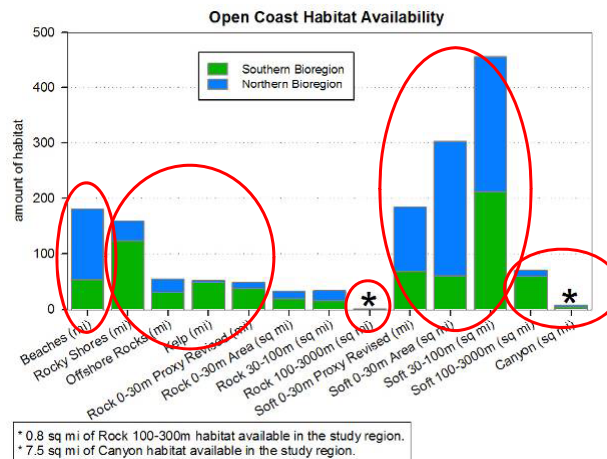 Open Coast Habitat Availability
500
400
300
200
100
0
amount of habitat
Southern Bioregion
Northern Bioregion
*
*
Beaches (mi)
Rocky Shores (mi)
Offshore Rocks (mi)
Kelp (mi)
Rock 0-30m Proxy Revised (mi)
Rock 0-30m Area (sq mi)
Rock 30-100m (sq mi)
Rock 100-3000m (sq mi)
Soft 0-30m Proxy Revised (mi)
Soft 0-30m Area (sq mi)
Soft 30-100m (sq mi)
Soft 100-3000m (sq mi)
Canyon (sq mi)
* 0.8 sq mi of Rock 100-300m habitat available in the study region.
* 7.5 sq mi of Canyon habitat available in the study region.